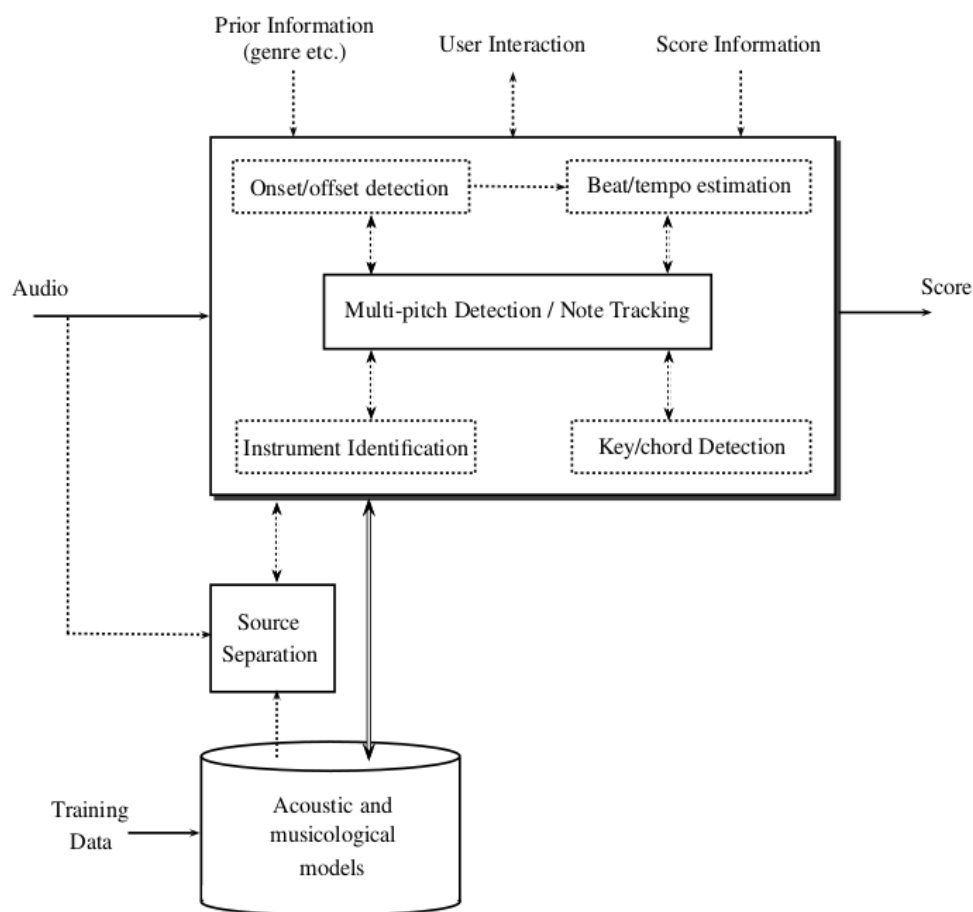 Prior Information
(genre etc.)
User Interaction
Score Information
Onset/offset detection
Beat/tempo estimation
Audio
Multi-pitch Detection / Note Tracking
Score
Instrument Identification
Key/chord Detection
Source
Separation
Training
Data
Acoustic and
musicological
models